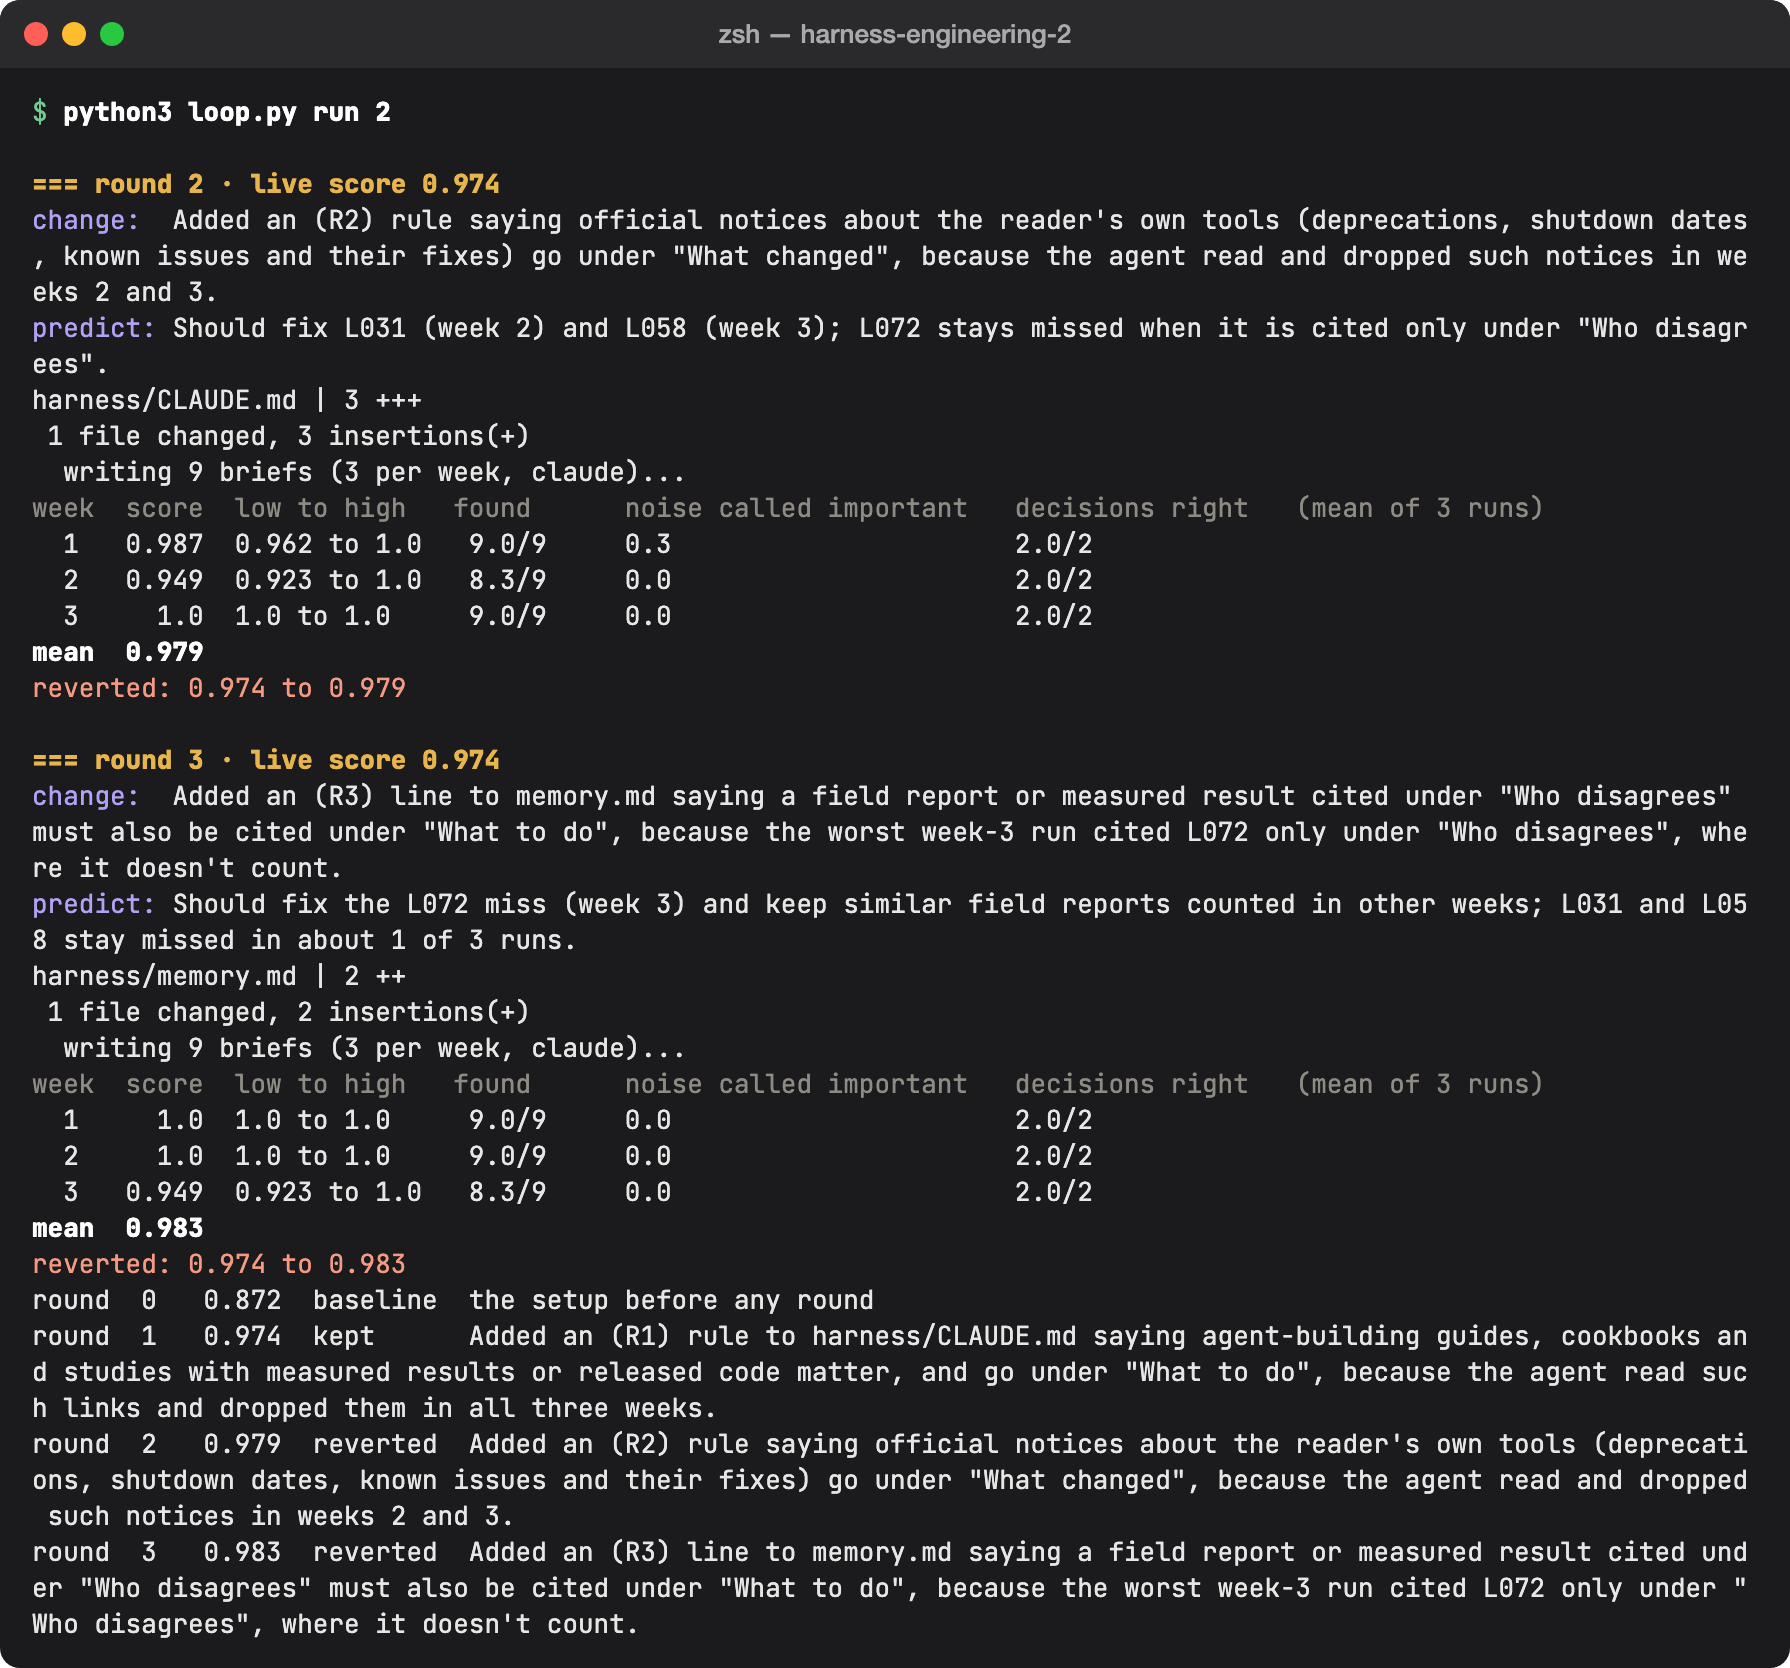 zsh — harness-engineering-2
$ python3 loop.py run 2
=== round 2 · live score 0.974
change:  Added an (R2) rule saying official notices about the reader's own tools (deprecations, shutdown dates
, known issues and their fixes) go under "What changed", because the agent read and dropped such notices in we
eks 2 and 3.
predict: Should fix L031 (week 2) and L058 (week 3); L072 stays missed when it is cited only under "Who disagr
ees".
harness/CLAUDE.md | 3 +++
 1 file changed, 3 insertions(+)
  writing 9 briefs (3 per week, claude)...
week  score  low to high   found      noise called important   decisions right   (mean of 3 runs)
  1   0.987  0.962 to 1.0   9.0/9     0.3                      2.0/2
  2   0.949  0.923 to 1.0   8.3/9     0.0                      2.0/2
  3     1.0  1.0 to 1.0     9.0/9     0.0                      2.0/2
mean  0.979
reverted: 0.974 to 0.979
=== round 3 · live score 0.974
change:  Added an (R3) line to memory.md saying a field report or measured result cited under "Who disagrees"
must also be cited under "What to do", because the worst week-3 run cited L072 only under "Who disagrees", whe
re it doesn't count.
predict: Should fix the L072 miss (week 3) and keep similar field reports counted in other weeks; L031 and L05
8 stay missed in about 1 of 3 runs.
harness/memory.md | 2 ++
 1 file changed, 2 insertions(+)
  writing 9 briefs (3 per week, claude)...
week  score  low to high   found      noise called important   decisions right   (mean of 3 runs)
  1     1.0  1.0 to 1.0     9.0/9     0.0                      2.0/2
  2     1.0  1.0 to 1.0     9.0/9     0.0                      2.0/2
  3   0.949  0.923 to 1.0   8.3/9     0.0                      2.0/2
mean  0.983
reverted: 0.974 to 0.983
round  0   0.872  baseline  the setup before any round
round  1   0.974  kept      Added an (R1) rule to harness/CLAUDE.md saying agent-building guides, cookbooks an
d studies with measured results or released code matter, and go under "What to do", because the agent read suc
h links and dropped them in all three weeks.
round  2   0.979  reverted  Added an (R2) rule saying official notices about the reader's own tools (deprecati
ons, shutdown dates, known issues and their fixes) go under "What changed", because the agent read and dropped
 such notices in weeks 2 and 3.
round  3   0.983  reverted  Added an (R3) line to memory.md saying a field report or measured result cited und
er "Who disagrees" must also be cited under "What to do", because the worst week-3 run cited L072 only under "
Who disagrees", where it doesn't count.